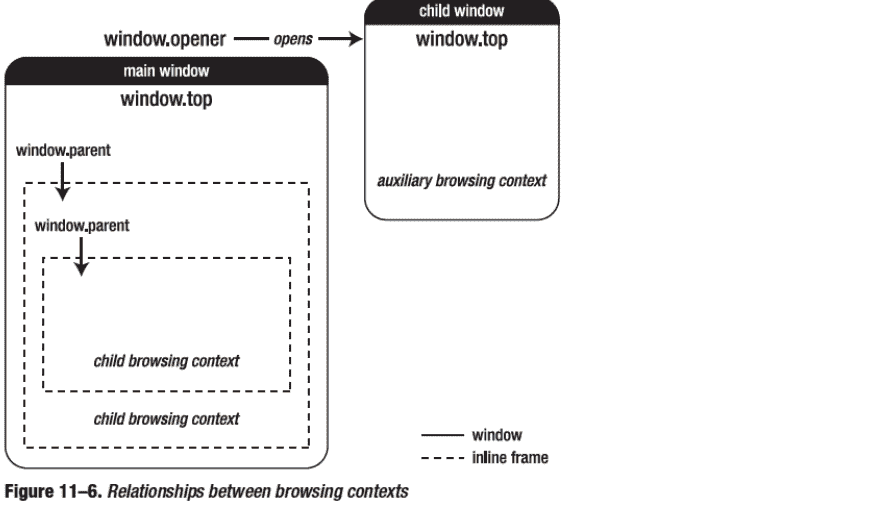 child window
window.opener opens window.top
main window
window.top
window.parent
auxiliary browsing context
window.parent
child browsing context
child browsing context
window
inline frame
Figure 11–6. Relationships between browsing contexts